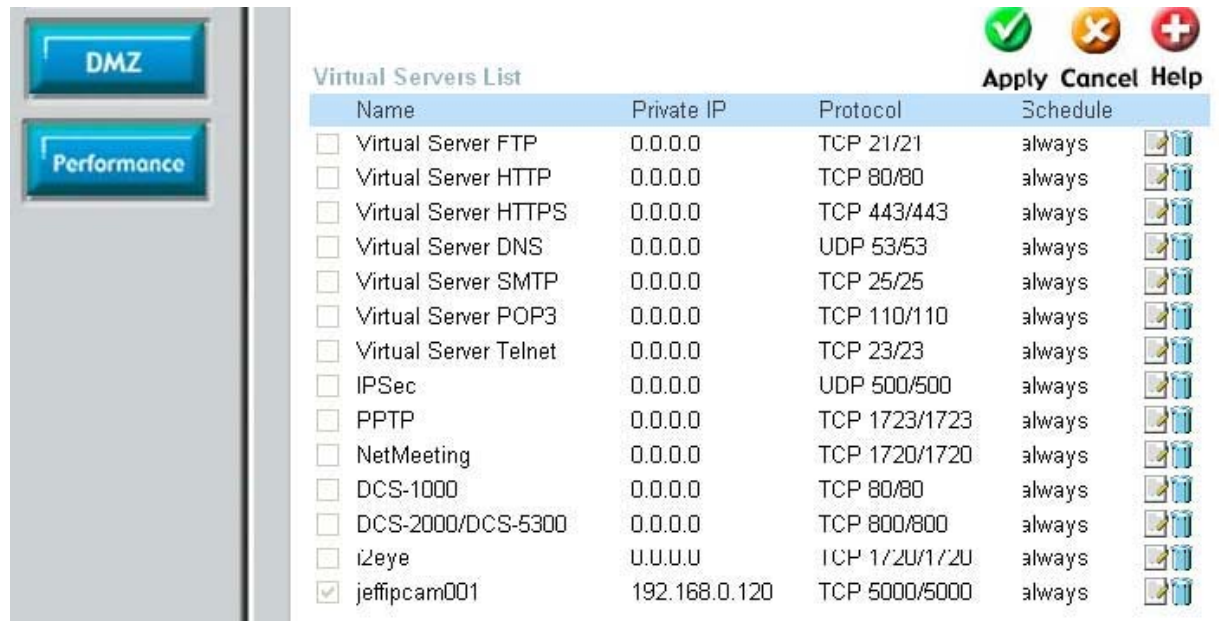 DMZ
Performance
Apply Cancel Help
Virtual Servers List
Name Private IP Protocol Schedule
Virtual Server FTP 0.0.0.0 TCP 21/21 always
Virtual Server HTTP 0.0.0.0 TCP 80/80 always
Virtual Server HTTPS 0.0.0.0 TCP 443/443 always
Virtual Server DNS 0.0.0.0 UDP 53/53 always
Virtual Server SMTP 0.0.0.0 TCP 25/25 always
Virtual Server POP3 0.0.0.0 TCP 110/110 always
Virtual Server Telnet 0.0.0.0 TCP 23/23 always
IPSec 0.0.0.0 UDP 500/500 always
PPTP 0.0.0.0 TCP 1723/1723 always
NetMeeting 0.0.0.0 TCP 1720/1720 always
DCS-1000 0.0.0.0 TCP 80/80 always
DCS-2000/DCS-5300 0.0.0.0 TCP 800/800 always
i2eye 0.0.0.0 TCP 1720/1720 always
jeffipcam001 192.168.0.120 TCP 5000/5000 always